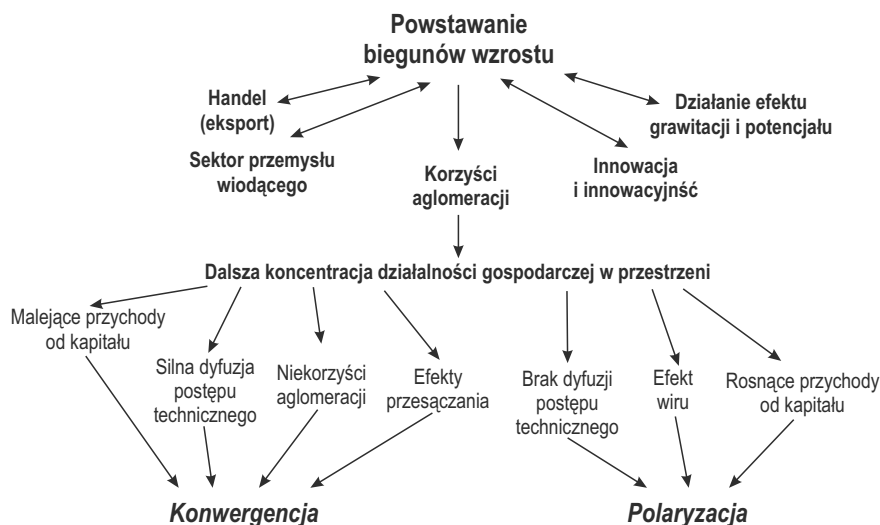 Powstawanie
biegunów wzrostu
Handel
(eksport)
Działanie efektu
grawitacji i potencjału
Sektor przemysłu
wiodącego
Korzyści
aglomeracji
Innowacja
i innowacyjnść
Dalsza koncentracja działalności gospodarczej w przestrzeni
Malejące przychody
od kapitału
Silna dyfuzja
postępu
technicznego
Niekorzyści
aglomeracji
Efekty
przesączania
Brak dyfuzji
postępu
technicznego
Efekt
wiru
Rosnące przychody
od kapitału
Konwergencja
Polaryzacja